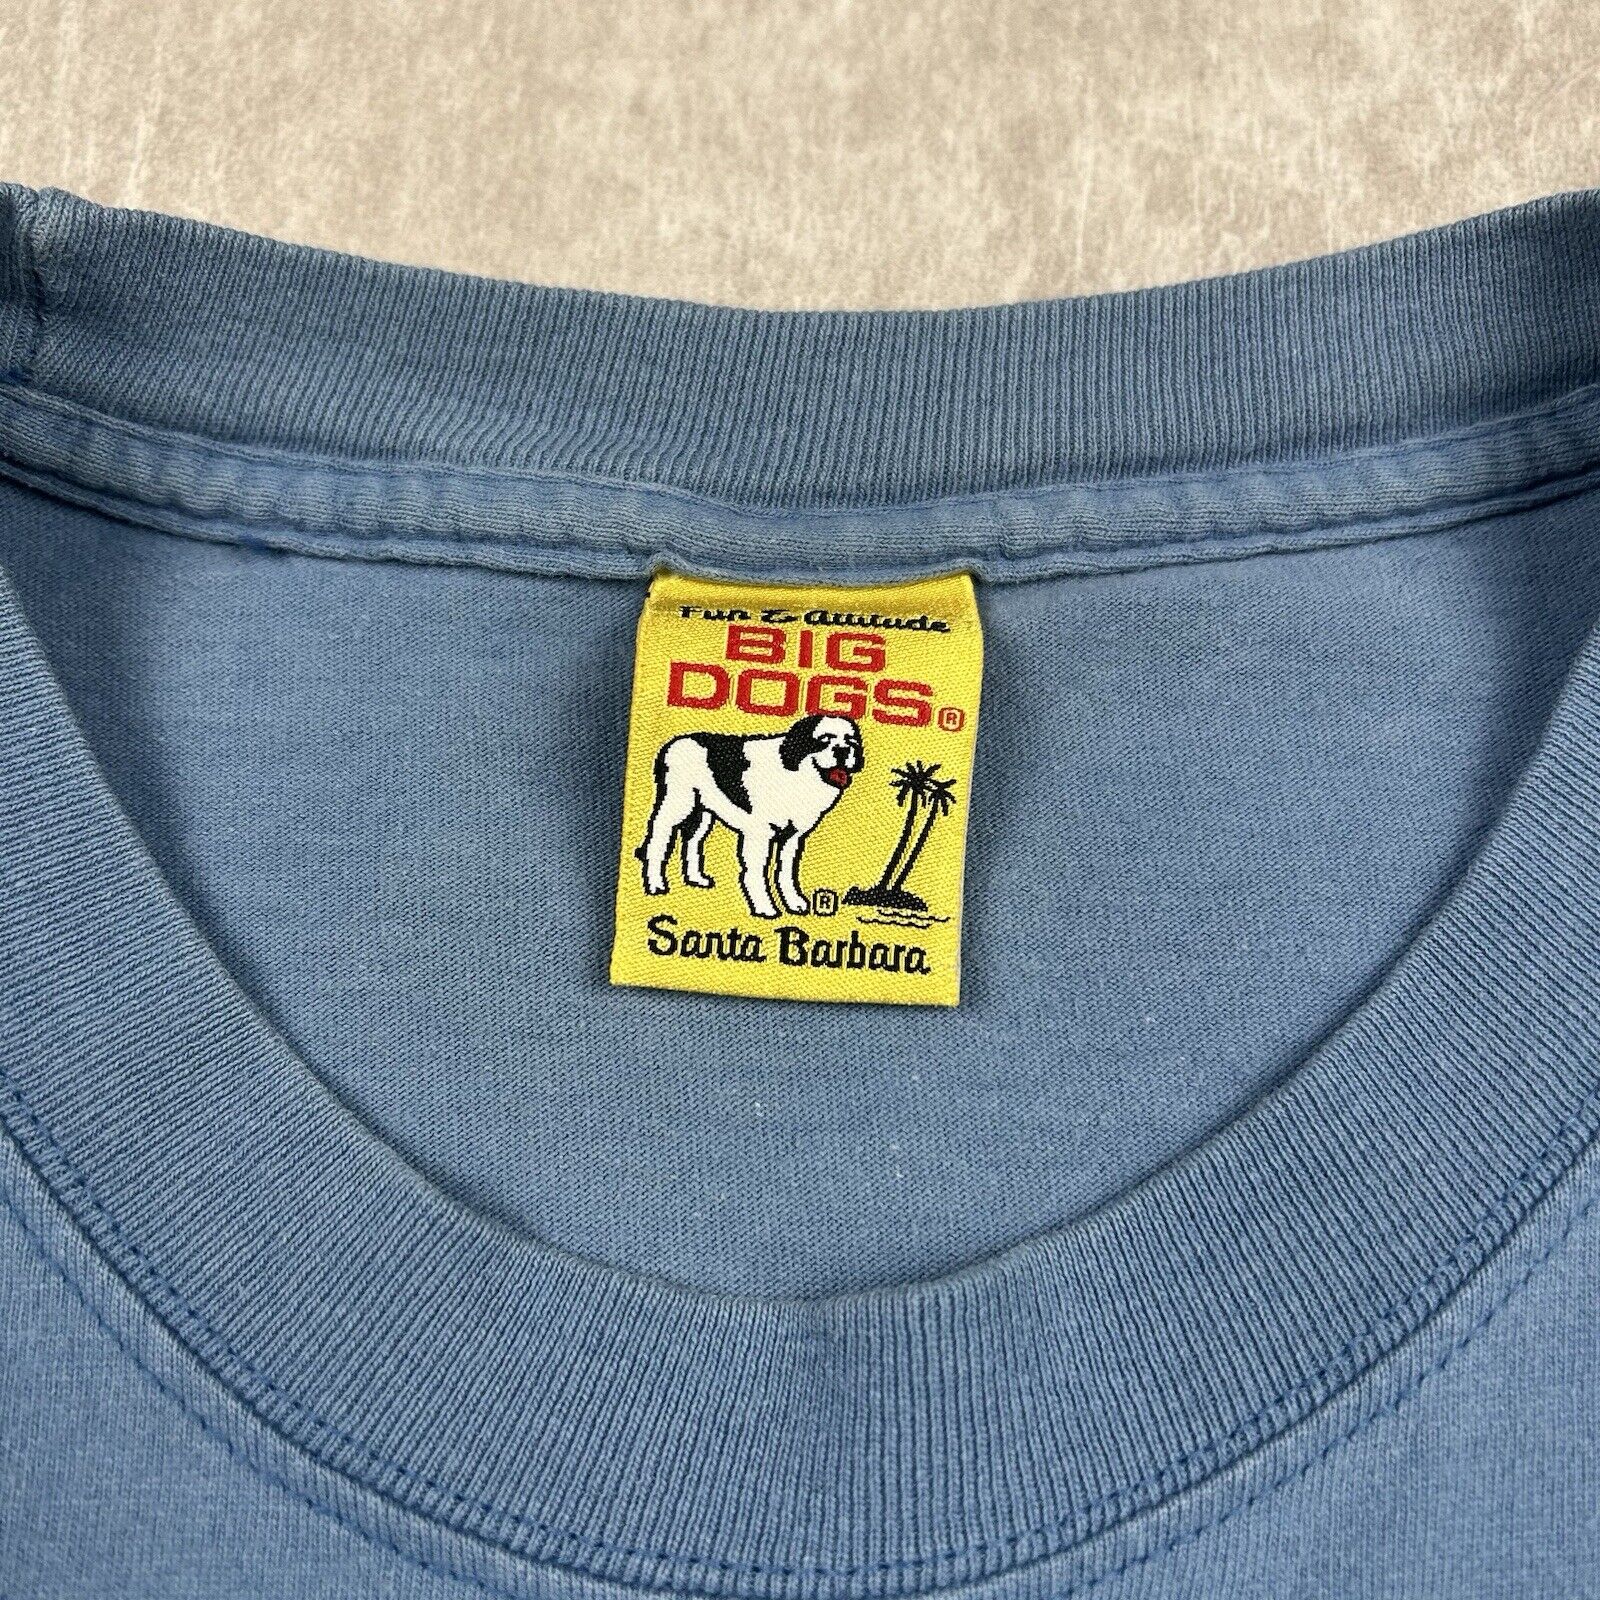 Fun & Attitude
BIG
DOGS®
®
Santa Barbara